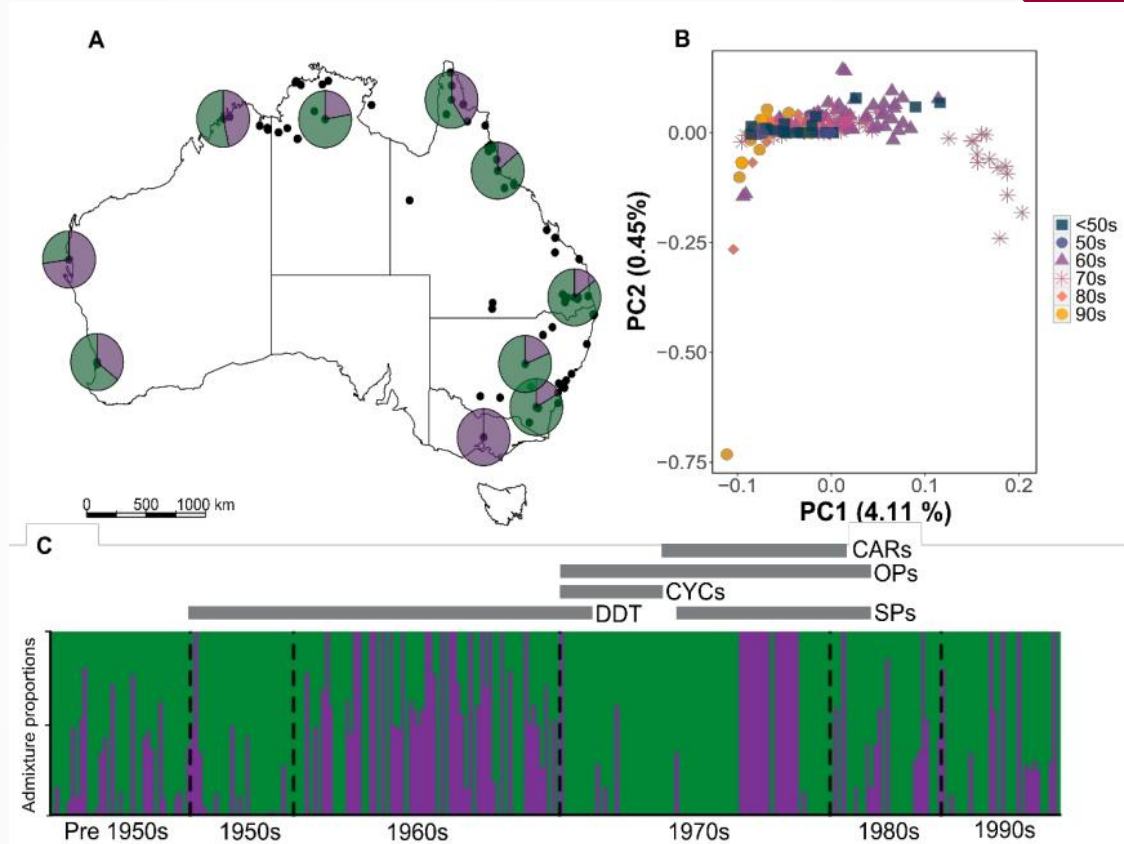 A
0 500 1000 km
B
PC2 (0.45%)
0.00
−0.25
−0.50
−0.75
−0.1 0.0 0.1 0.2
PC1 (4.11 %)
<50s
50s
60s
70s
80s
90s
C
CARs
OPs
CYCs
DDT
SPs
Admixture proportions
Pre 1950s 1950s 1960s 1970s 1980s 1990s